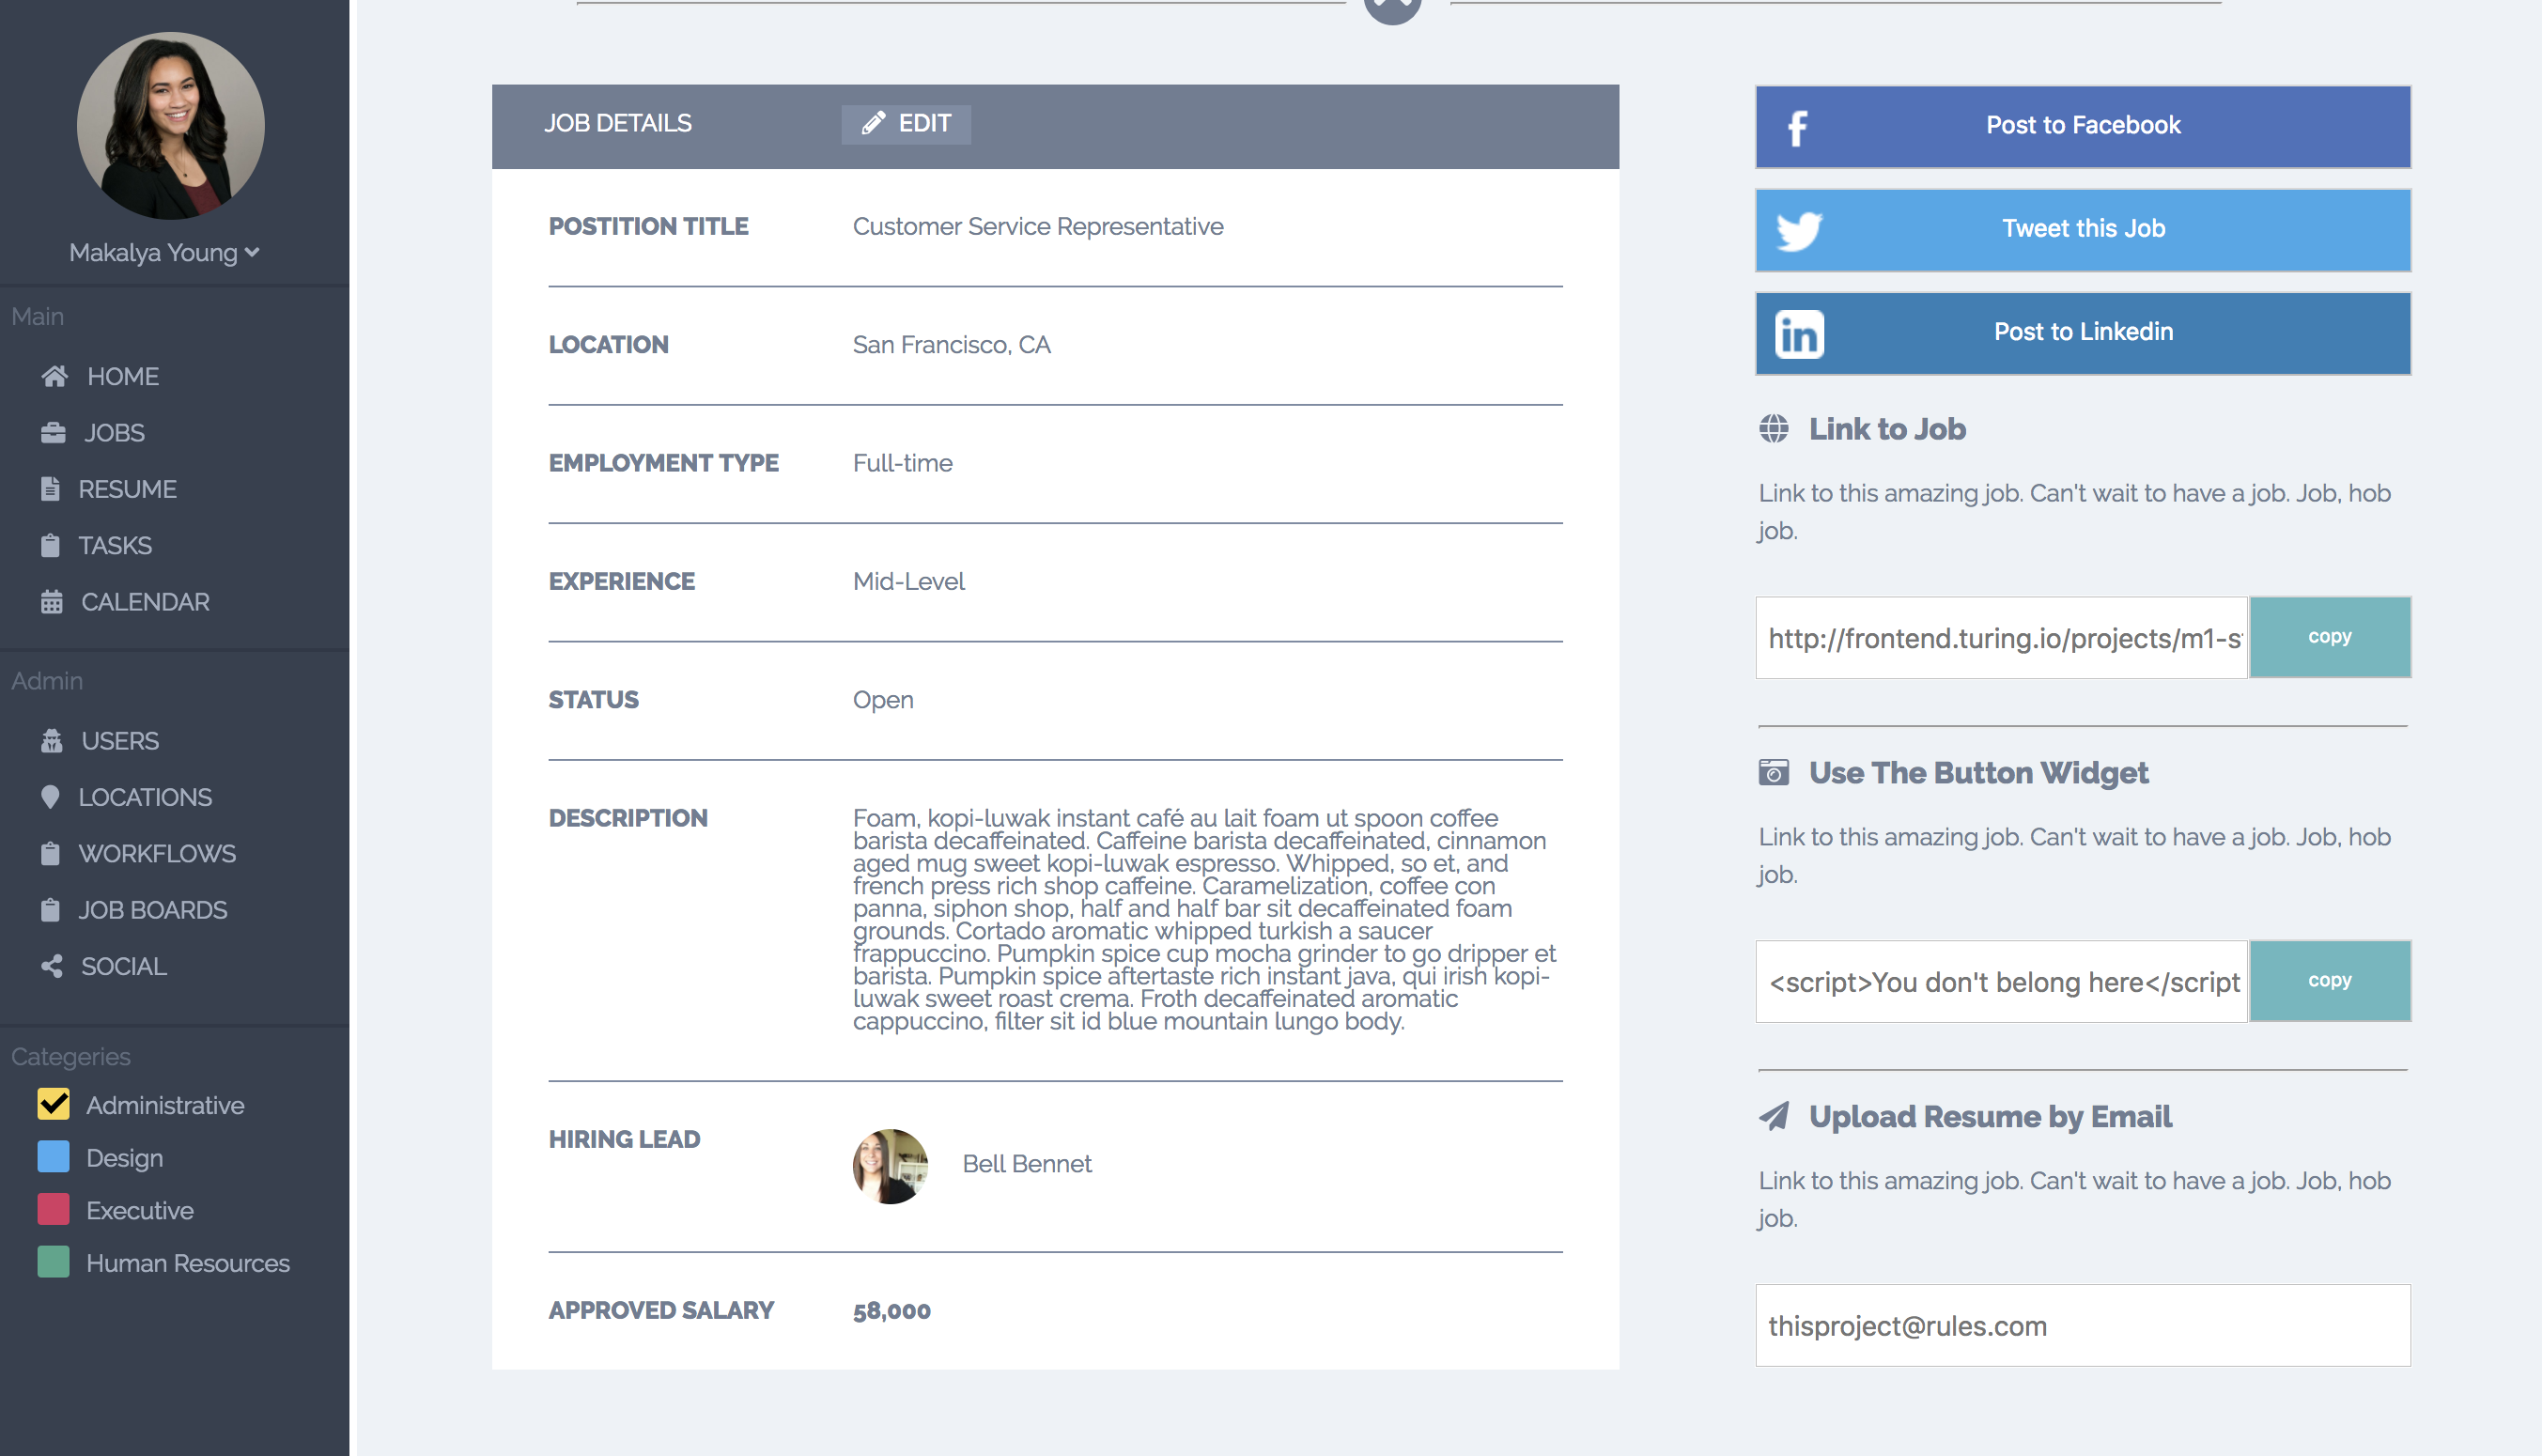 Makalya Young
Main
HOME
JOBS
RESUME
TASKS
CALENDAR
Admin
USERS
LOCATIONS
WORKFLOWS
JOB BOARDS
SOCIAL
Categeries
Administrative
Design
Executive
Human Resources
JOB DETAILS
EDIT
POSTITION TITLE
Customer Service Representative
LOCATION
San Francisco, CA
EMPLOYMENT TYPE
Full-time
EXPERIENCE
Mid-Level
STATUS
Open
DESCRIPTION
Foam, kopi-luwak instant café au lait foam ut spoon coffee
barista decaffeinated. Caffeine barista decaffeinated, cinnamon
aged mug sweet kopi-luwak espresso. Whipped, so et, and
french press rich shop caffeine. Caramelization, coffee con
panna, siphon shop, half and half bar sit decaffeinated foam
grounds. Cortado aromatic whipped turkish a saucer
frappuccino. Pumpkin spice cup mocha grinder to go dripper et
barista. Pumpkin spice aftertaste rich instant java, qui irish kopi-
luwak sweet roast crema. Froth decaffeinated aromatic
cappuccino, filter sit id blue mountain lungo body.
HIRING LEAD
Bell Bennet
APPROVED SALARY
58,000
Post to Facebook
Tweet this Job
in
Post to Linkedin
Link to Job
Link to this amazing job. Can't wait to have a job. Job, hob
job.
http://frontend.turing.io/projects/m1-s
copy
Use The Button Widget
Link to this amazing job. Can't wait to have a job. Job, hob
job.
<script>You don't belong here</script
copy
Upload Resume by Email
Link to this amazing job. Can't wait to have a job. Job, hob
job.
thisproject@rules.com